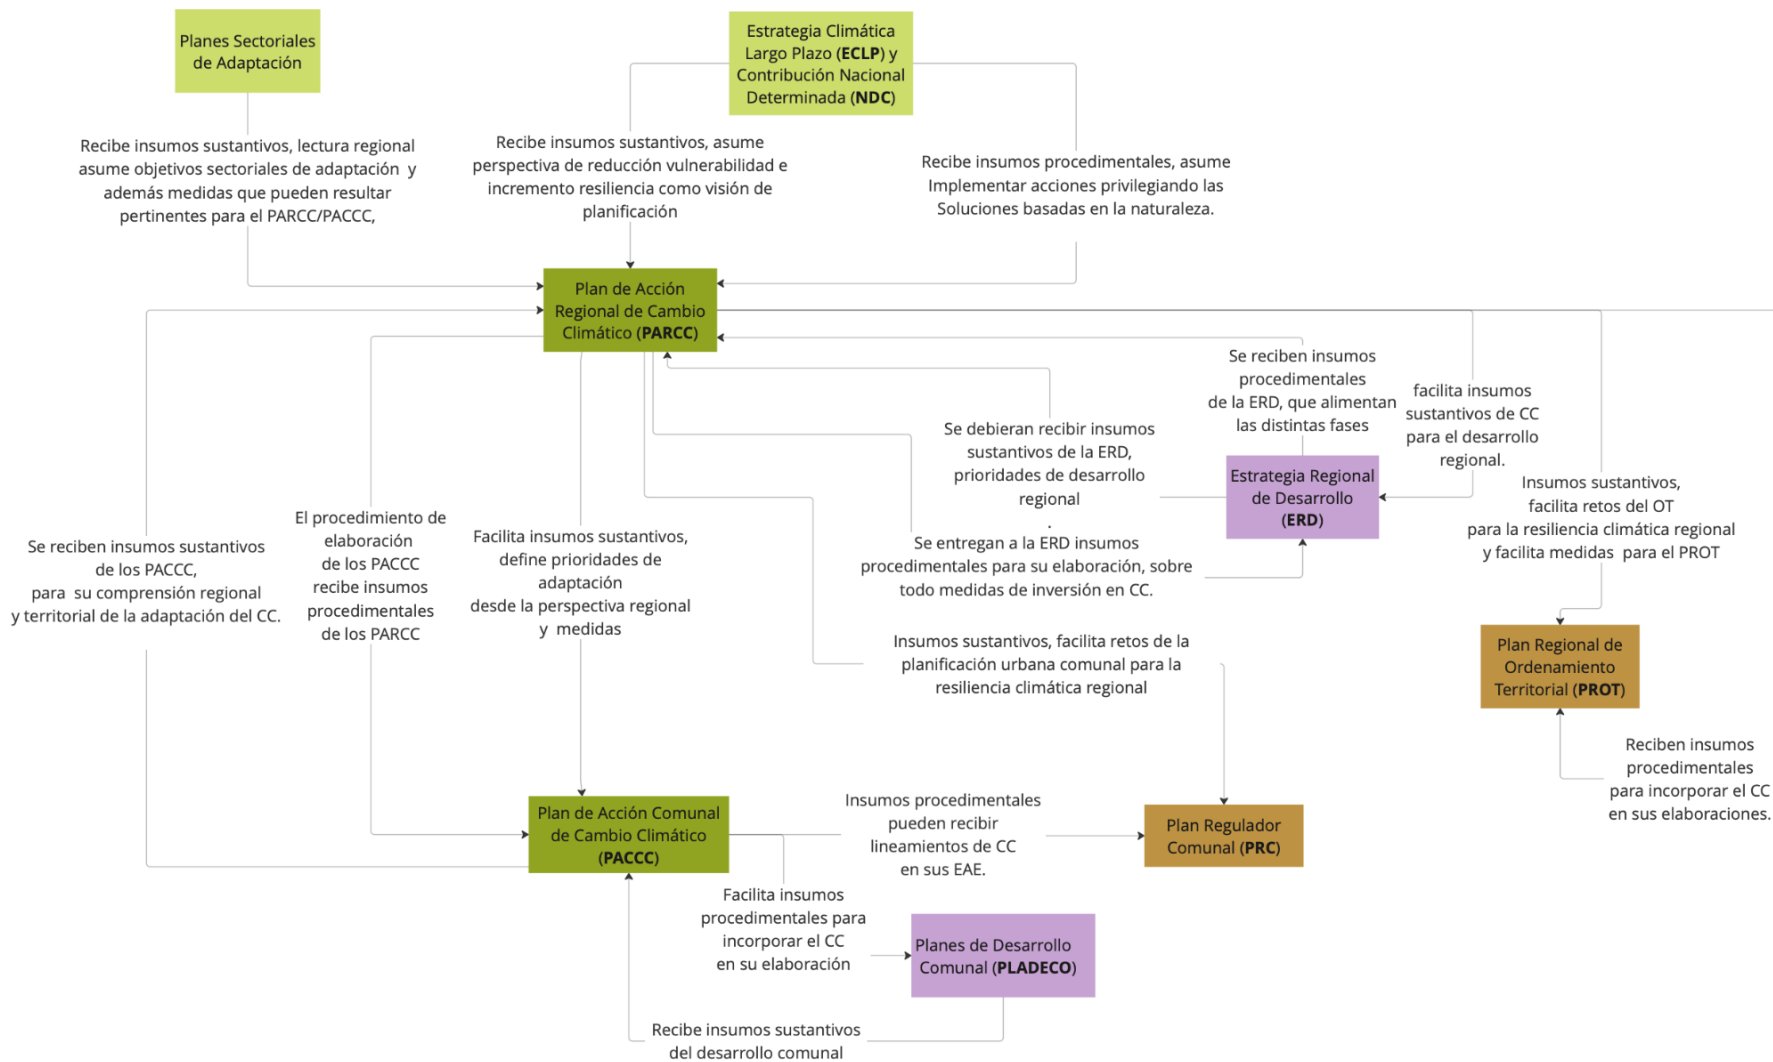 Planes Sectoriales
de Adaptación
Estrategia Climática
Largo Plazo (ECLP) y
Contribución Nacional
Determinada (NDC)
Recibe insumos sustantivos, lectura regional
asume objetivos sectoriales de adaptación y
además medidas que pueden resultar
pertinentes para el PARCC/PACCC,
Recibe insumos sustantivos, asume
perspectiva de reducción vulnerabilidad e
incremento resiliencia como visión de
planificación
Recibe insumos procedimentales, asume
Implementar acciones privilegiando las
Soluciones basadas en la naturaleza.
Plan de Acción
Regional de Cambio
Climático (PARCC)
Se reciben insumos
procedimentales
de la ERD, que alimentan
las distintas fases
facilita insumos
sustantivos de CC
para el desarrollo
regional.
Se debieran recibir insumos
sustantivos de la ERD,
prioridades de desarrollo
regional
.
Estrategia Regional
de Desarrollo
(ERD)
Insumos sustantivos,
facilita retos del OT
para la resiliencia climática regional
y facilita medidas para el PROT
Se reciben insumos sustantivos
de los PACCC,
para su comprensión regional
y territorial de la adaptación del CC.
El procedimiento de
elaboración
de los PACCC
recibe insumos
procedimentales
de los PARCC
Facilita insumos sustantivos,
define prioridades de
adaptación
desde la perspectiva regional
y medidas
Se entregan a la ERD insumos
procedimentales para su elaboración, sobre
todo medidas de inversión en CC.
Insumos sustantivos, facilita retos de la
planificación urbana comunal para la
resiliencia climática regional
Plan Regional de
Ordenamiento
Territorial (PROT)
Reciben insumos
procedimentales
para incorporar el CC
en sus elaboraciones.
Plan de Acción Comunal
de Cambio Climático
(PACCC)
Insumos procedimentales
pueden recibir
lineamientos de CC
en sus EAE.
Plan Regulador
Comunal (PRC)
Facilita insumos
procedimentales para
incorporar el CC
en su elaboración
Planes de Desarrollo
Comunal (PLADECO)
Recibe insumos sustantivos
del desarrollo comunal